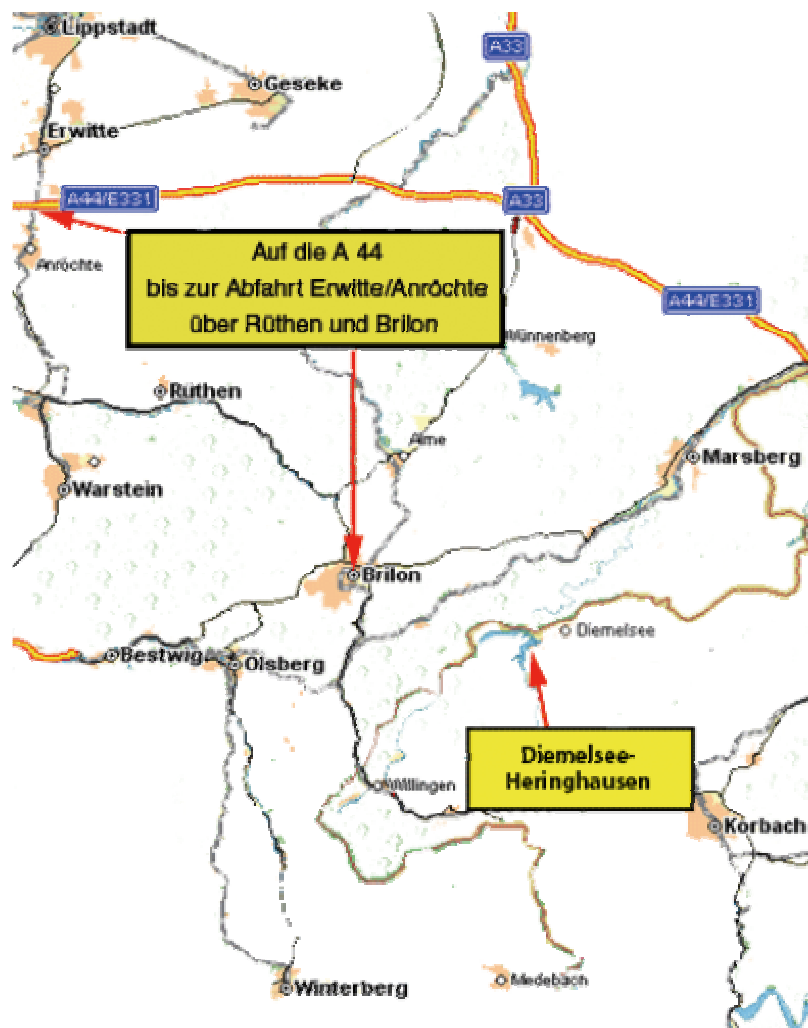 Lippstadt
A33
Geseke
Erwitte
A44/E331
A33
Anröchte
Auf die A 44
bis zur Abfahrt Erwitte/Anröchte
über Rüthen und Brilon
A44/E331
Wünnenberg
Rüthen
Alme
Marsberg
Warstein
Brilon
Diemelsee
Bestwig
Olsberg
Diemelsee-
Heringhausen
Willingen
Korbach
Medebach
Winterberg